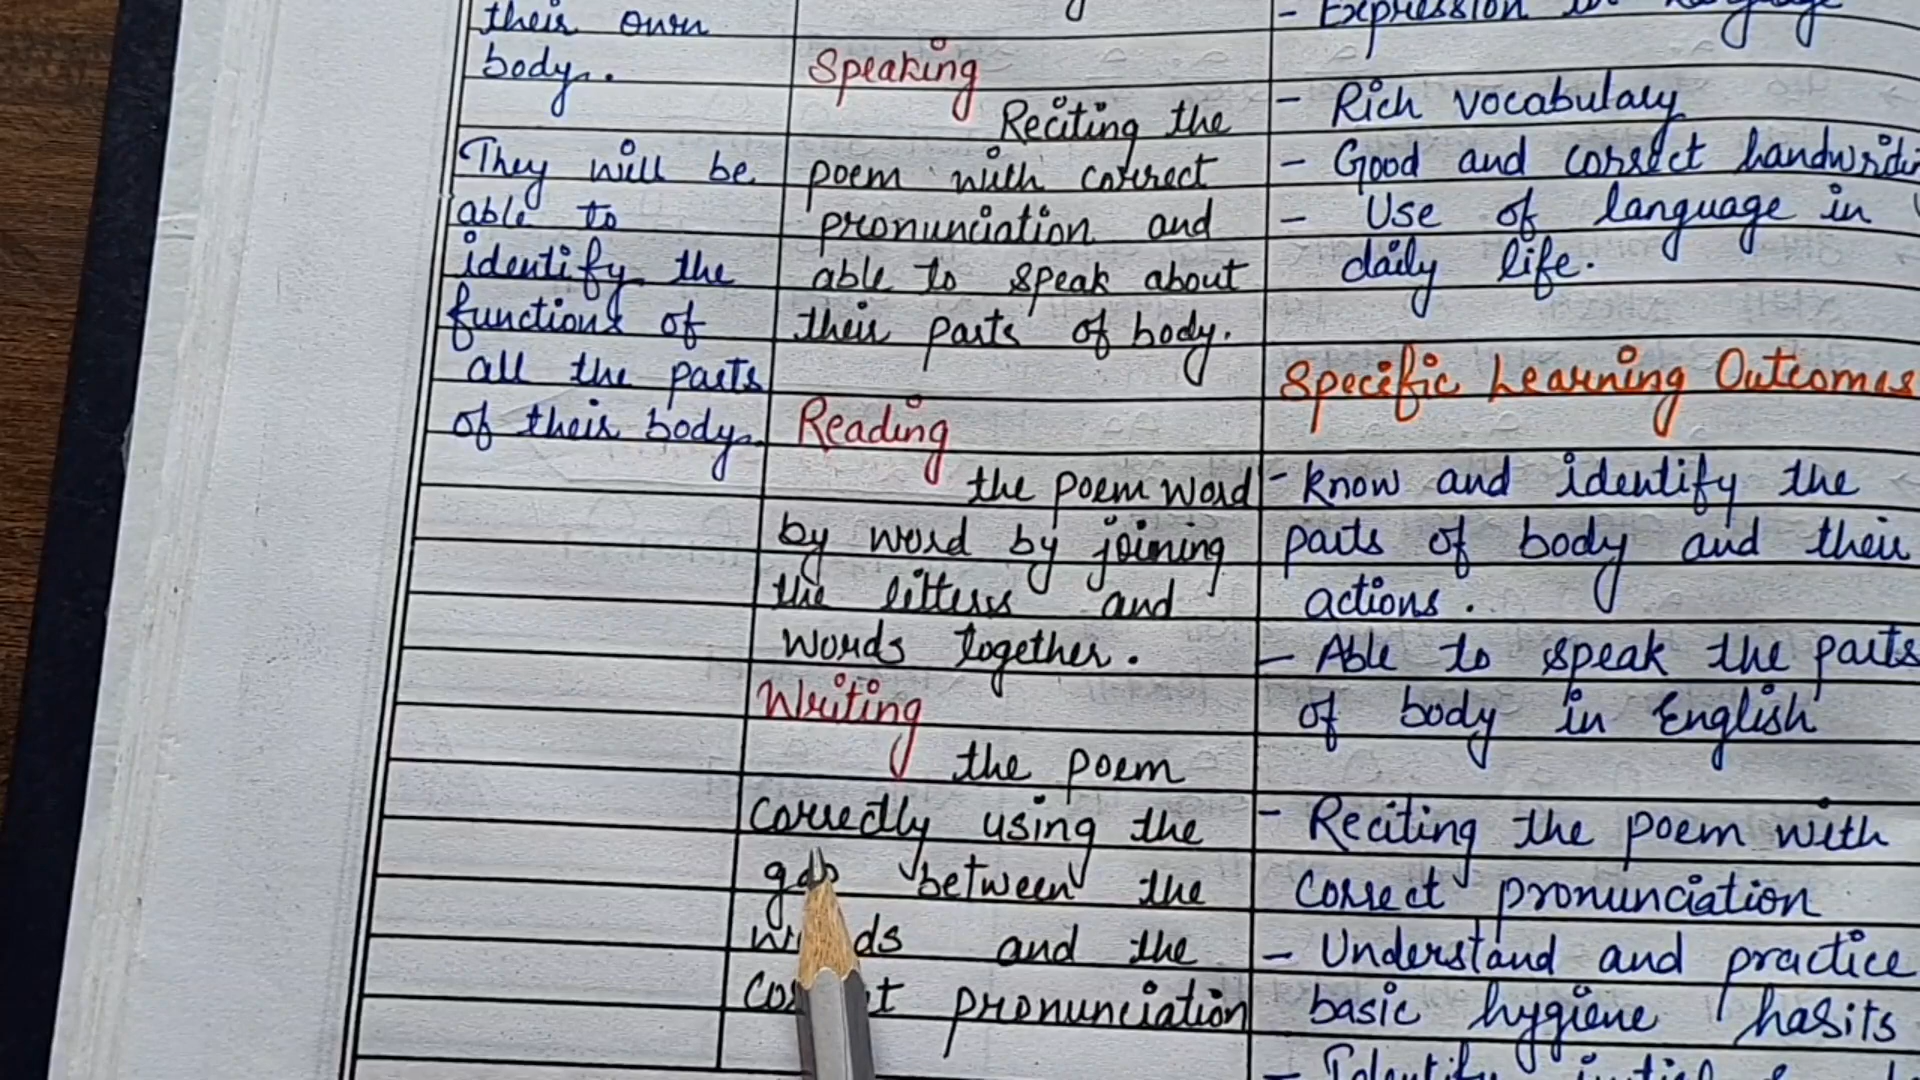 their own
body.
They will be
able to
identify the
functions of
all the parts
of their body.
Speaking
Reciting the
poem with correct
pronunciation and
able to speak about
their parts of body.
Reading
the poem word
by word by joining
the letters and
words together.
Writing
the poem
correctly using the
gap between the
words and the
correct pronunciation
- Expression in language
- Rich vocabulary
- Good and correct
- Use of language in
daily life.
Specific Learning Outcomes
- know and identify the
parts of body and their
actions.
- Able to speak the parts
of body in English
- Reciting the poem with
correct pronunciation
- Understand and practice
basic hygiene habits
- Identify